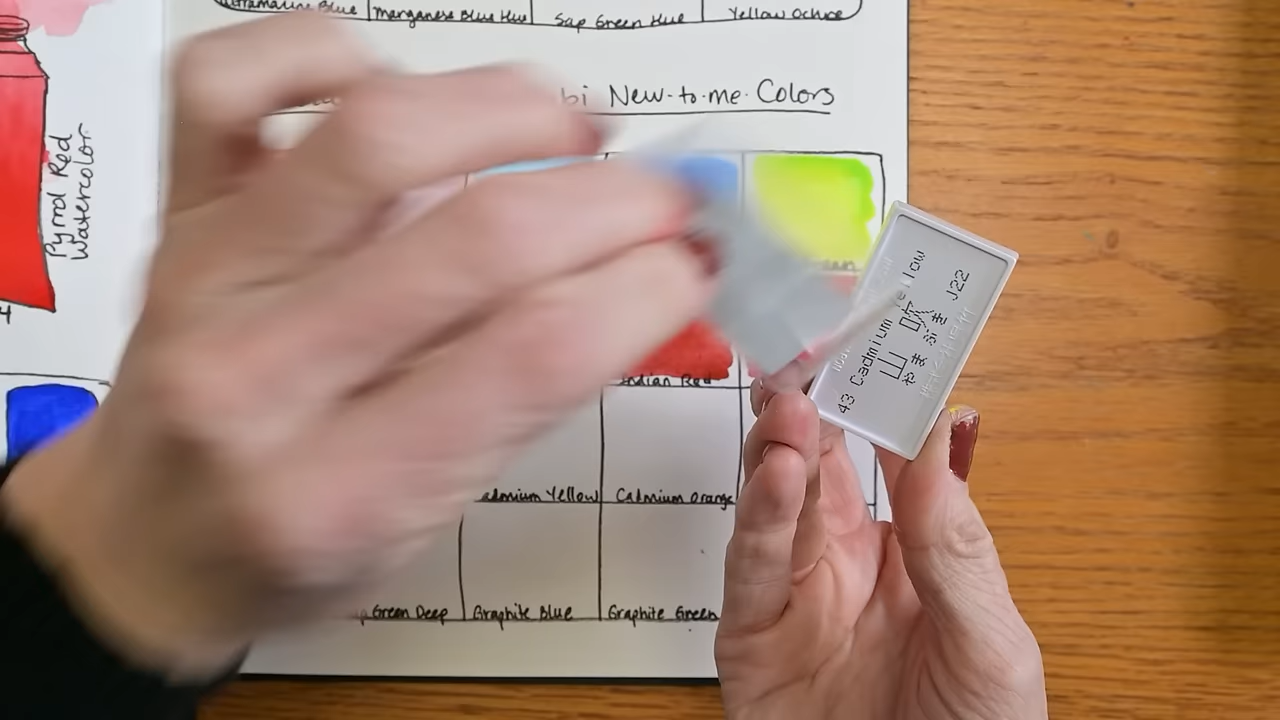 Ultramarine Blue
Manganese Blue Hue
Sap Green Hue
Yellow Ochre
New-to-me Colors
Pyrrol Red
Watercolor
43 Cadmium Yellow
山吹
やまぶき J22
Indian Red
Cadmium Yellow
Cadmium Orange
Green Deep
Graphite Blue
Graphite Green
4